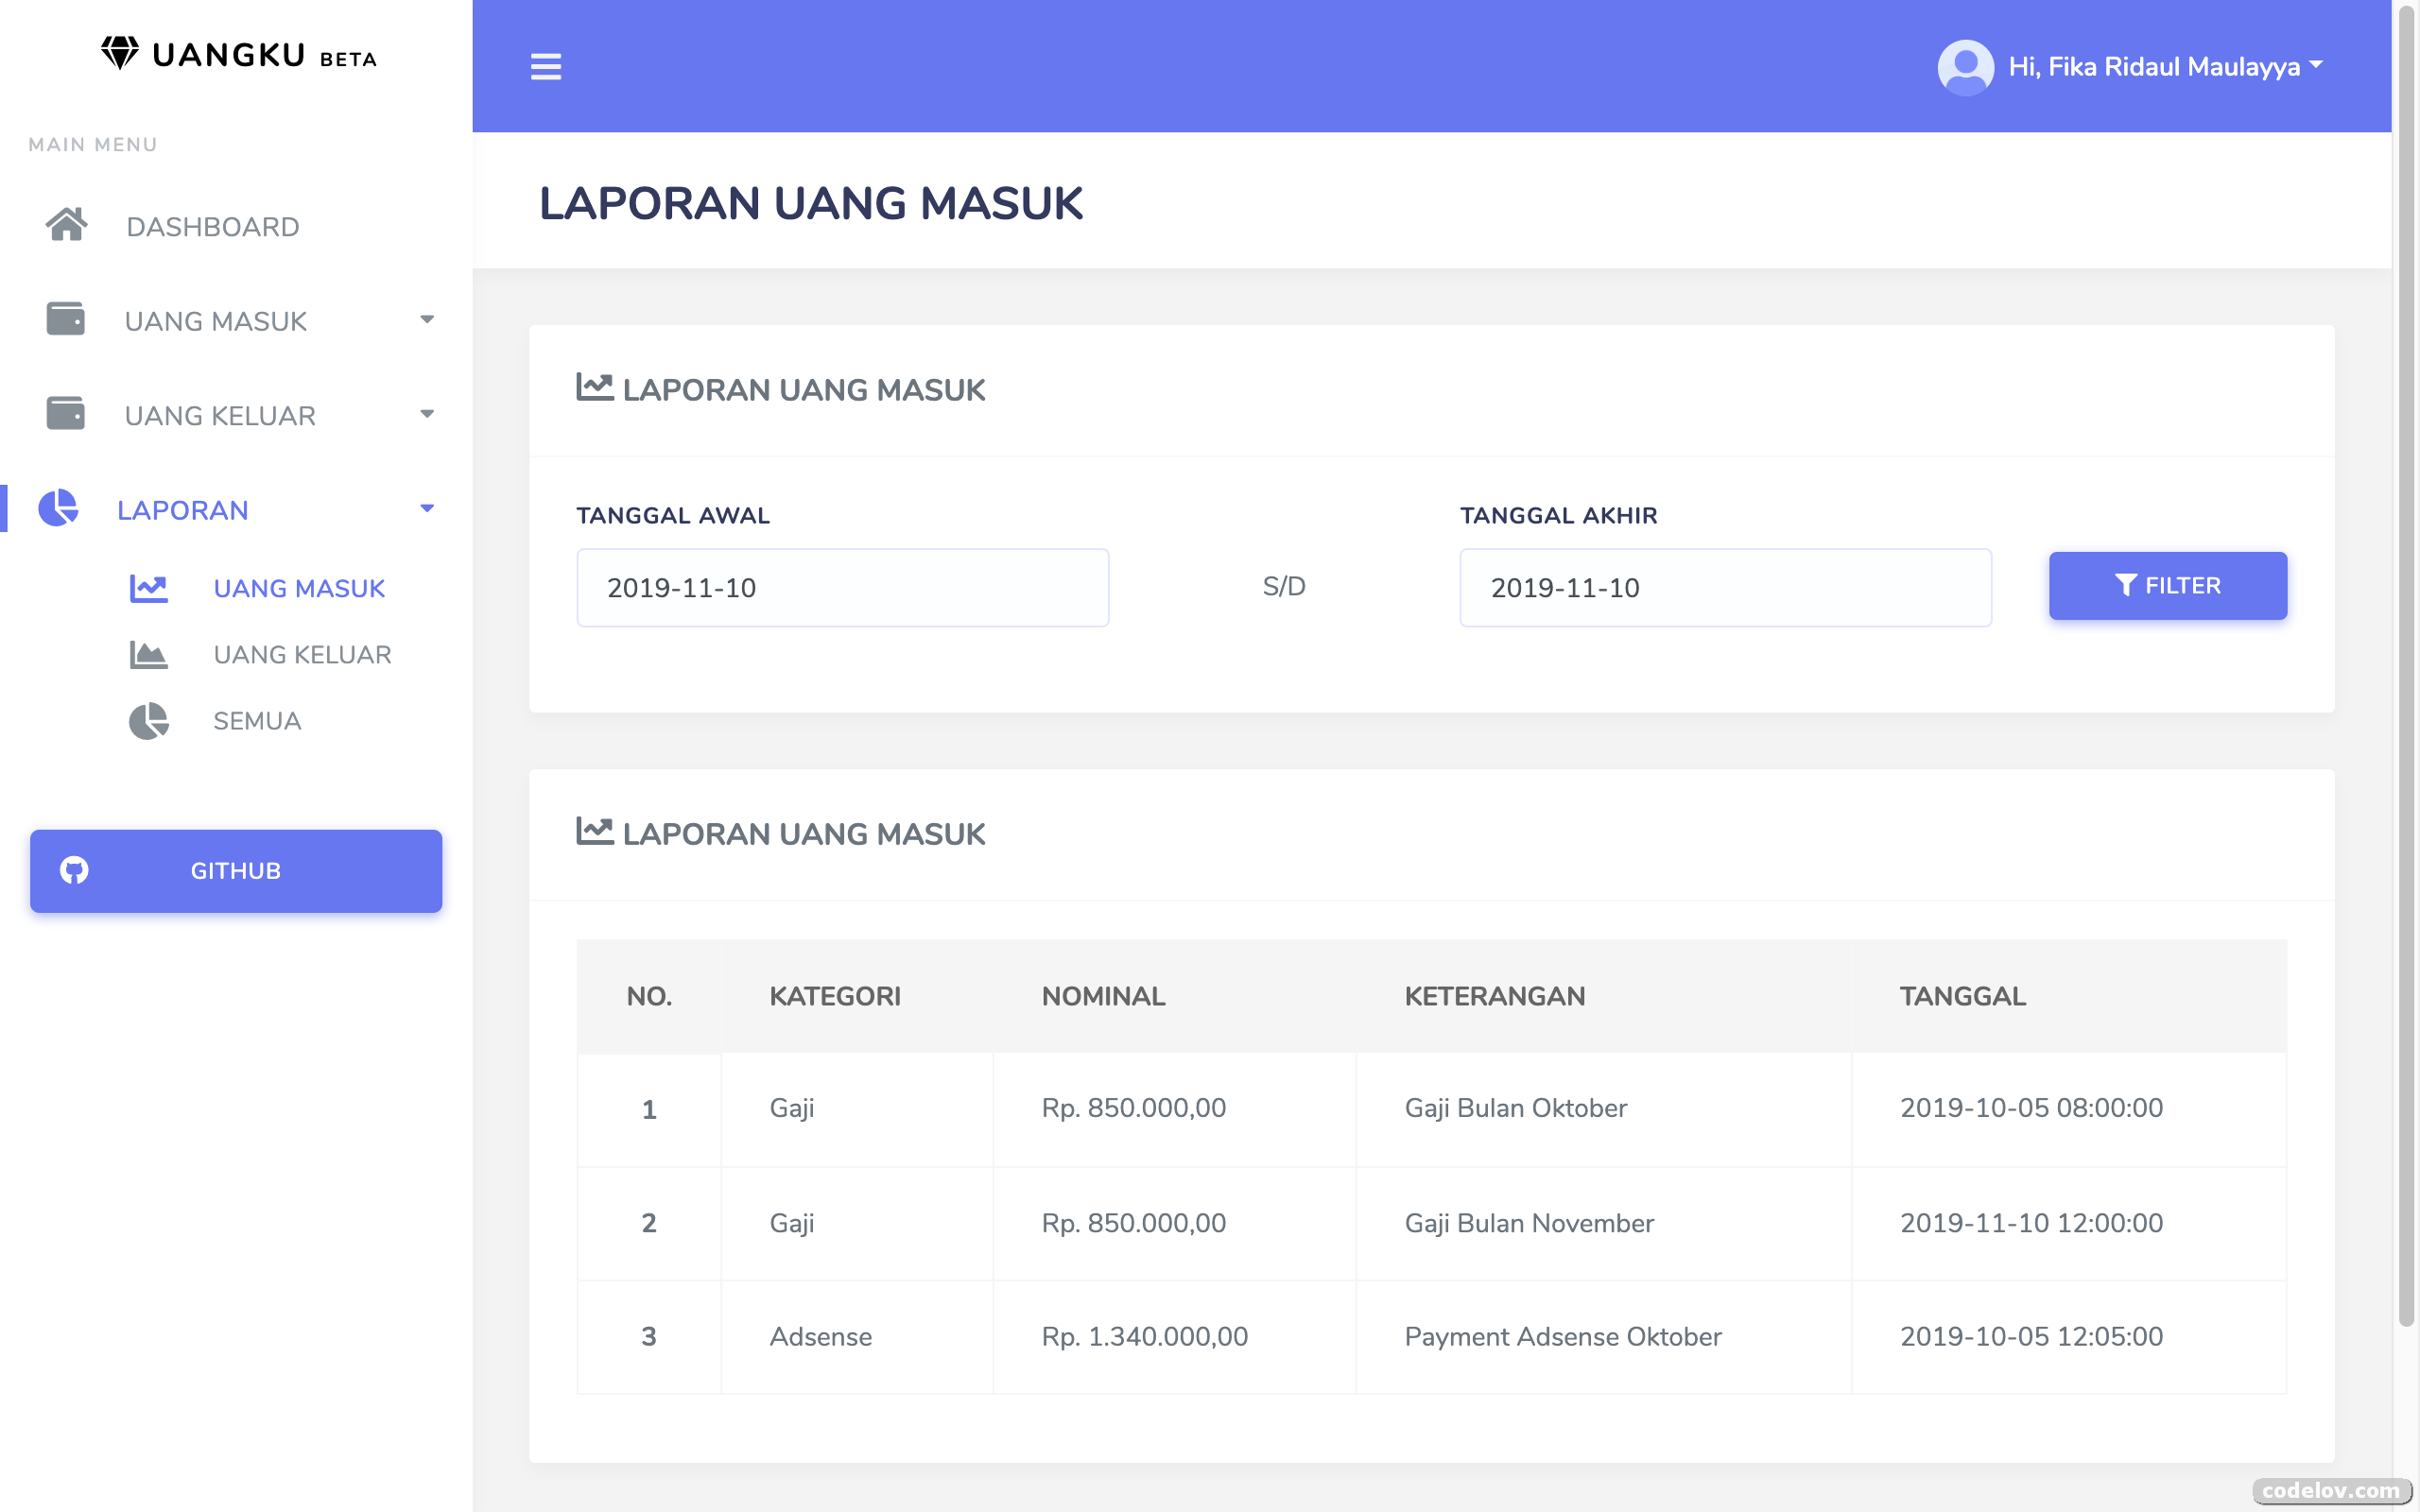 UANGKU BETA
Hi, Fika Ridaul Maulayya
MAIN MENU
DASHBOARD
UANG MASUK
UANG KELUAR
LAPORAN
UANG MASUK
UANG KELUAR
SEMUA
GITHUB
LAPORAN UANG MASUK
LAPORAN UANG MASUK
TANGGAL AWAL
2019-11-10
S/D
TANGGAL AKHIR
2019-11-10
FILTER
LAPORAN UANG MASUK
NO. KATEGORI NOMINAL KETERANGAN TANGGAL
1 Gaji Rp. 850.000,00 Gaji Bulan Oktober 2019-10-05 08:00:00
2 Gaji Rp. 850.000,00 Gaji Bulan November 2019-11-10 12:00:00
3 Adsense Rp. 1.340.000,00 Payment Adsense Oktober 2019-10-05 12:05:00
codelov.com